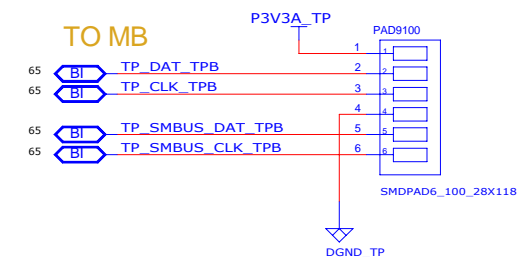 P3V3A_TP
TO MB
PAD9100
1 1
65 BI TP_DAT_TPB 2 2
65 BI TP_CLK_TPB 3 3
4 4
65 BI TP_SMBUS_DAT_TPB 5 5
65 BI TP_SMBUS_CLK_TPB 6 6
SMDPAD6_100_28X118
DGND_TP